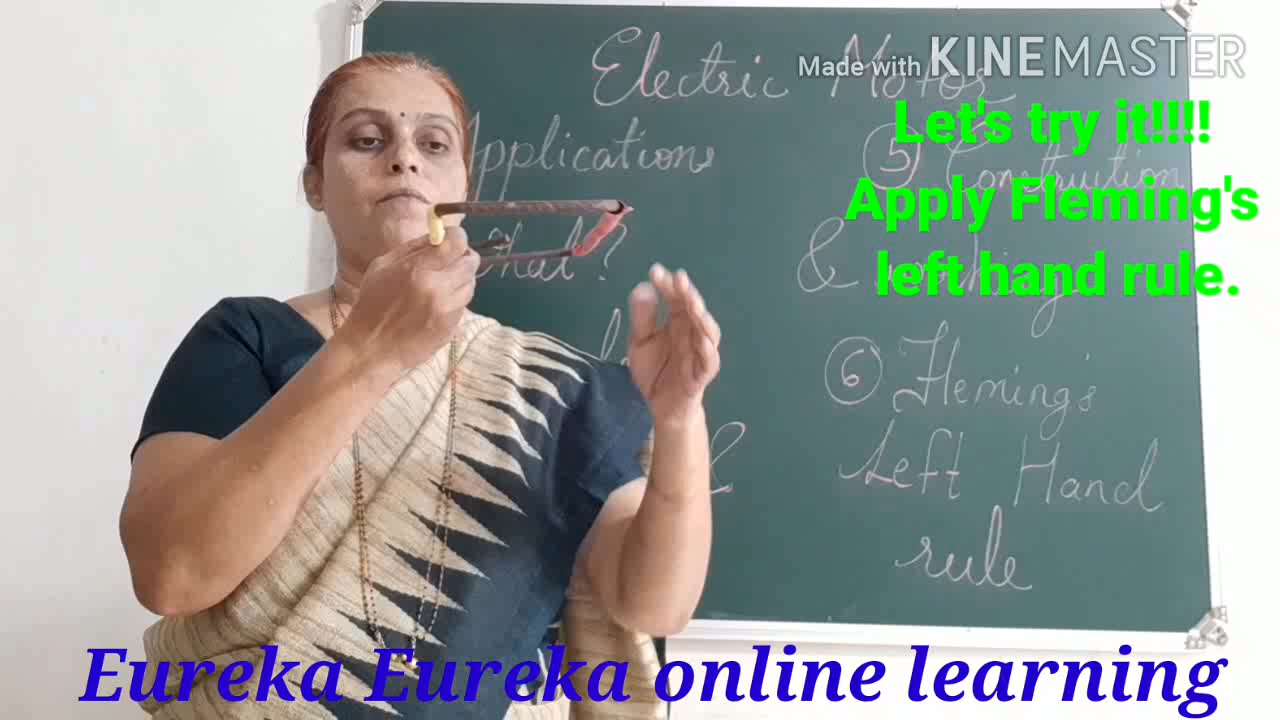 Electric Motor
Made with KINEMASTER
Let's try it!!!!
Apply Fleming's
left hand rule.
Applications
⑤ Construction
What?
& working
&
⑥ Fleming's
Left Hand
rule
Eureka Eureka online learning